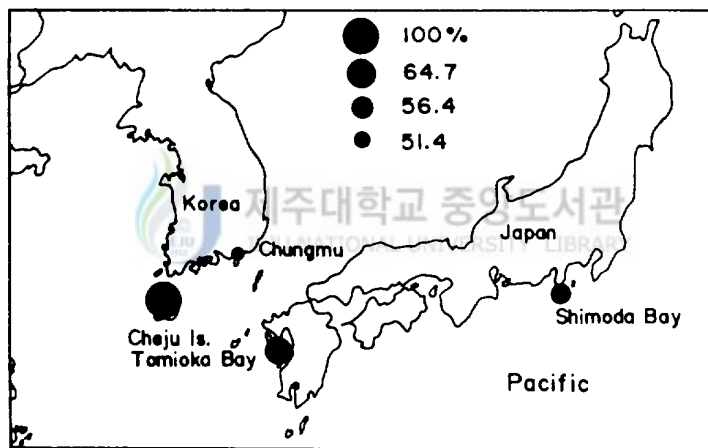 100%
64.7
56.4
51.4
Korea
제주대학교 중앙도서관
Japan
JEJU NATIONAL UNIVERSITY LIBRARY
Chungmu
Cheju Is.
Tomioka Bay
Shimoda Bay
Pacific